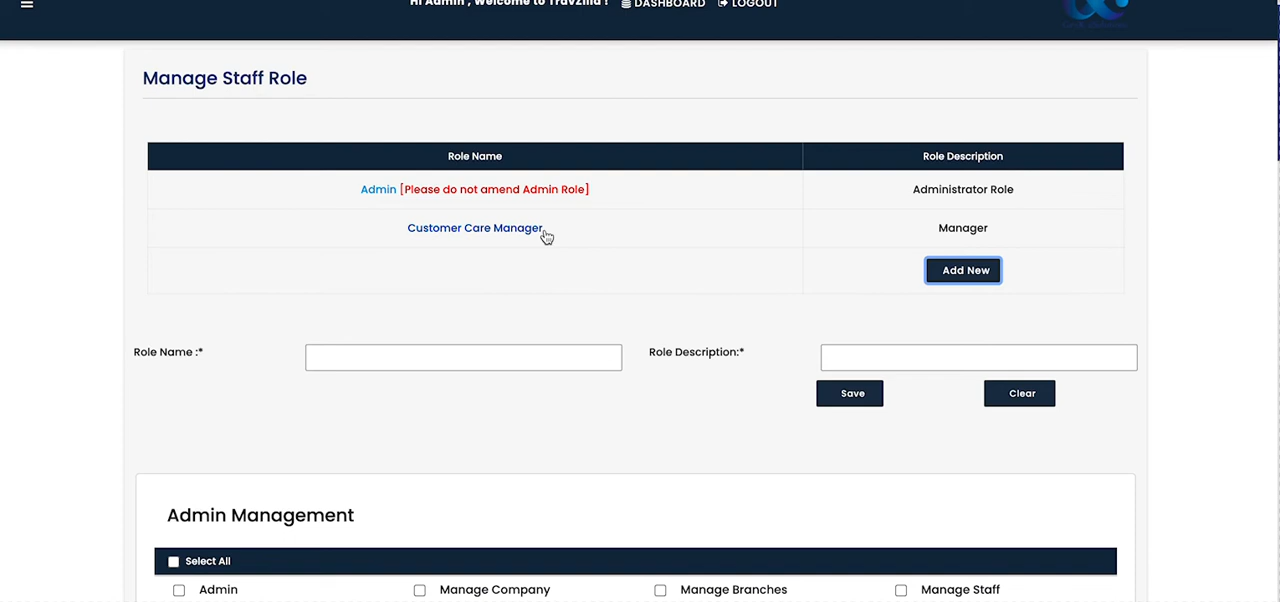 Hi Admin , Welcome to TravZilla ! DASHBOARD LOGOUT
Manage Staff Role
Role Name Role Description
Admin [Please do not amend Admin Role] Administrator Role
Customer Care Manager Manager
Add New
Role Name :* Role Description:*
Save Clear
Admin Management
Select All
Admin Manage Company Manage Branches Manage Staff